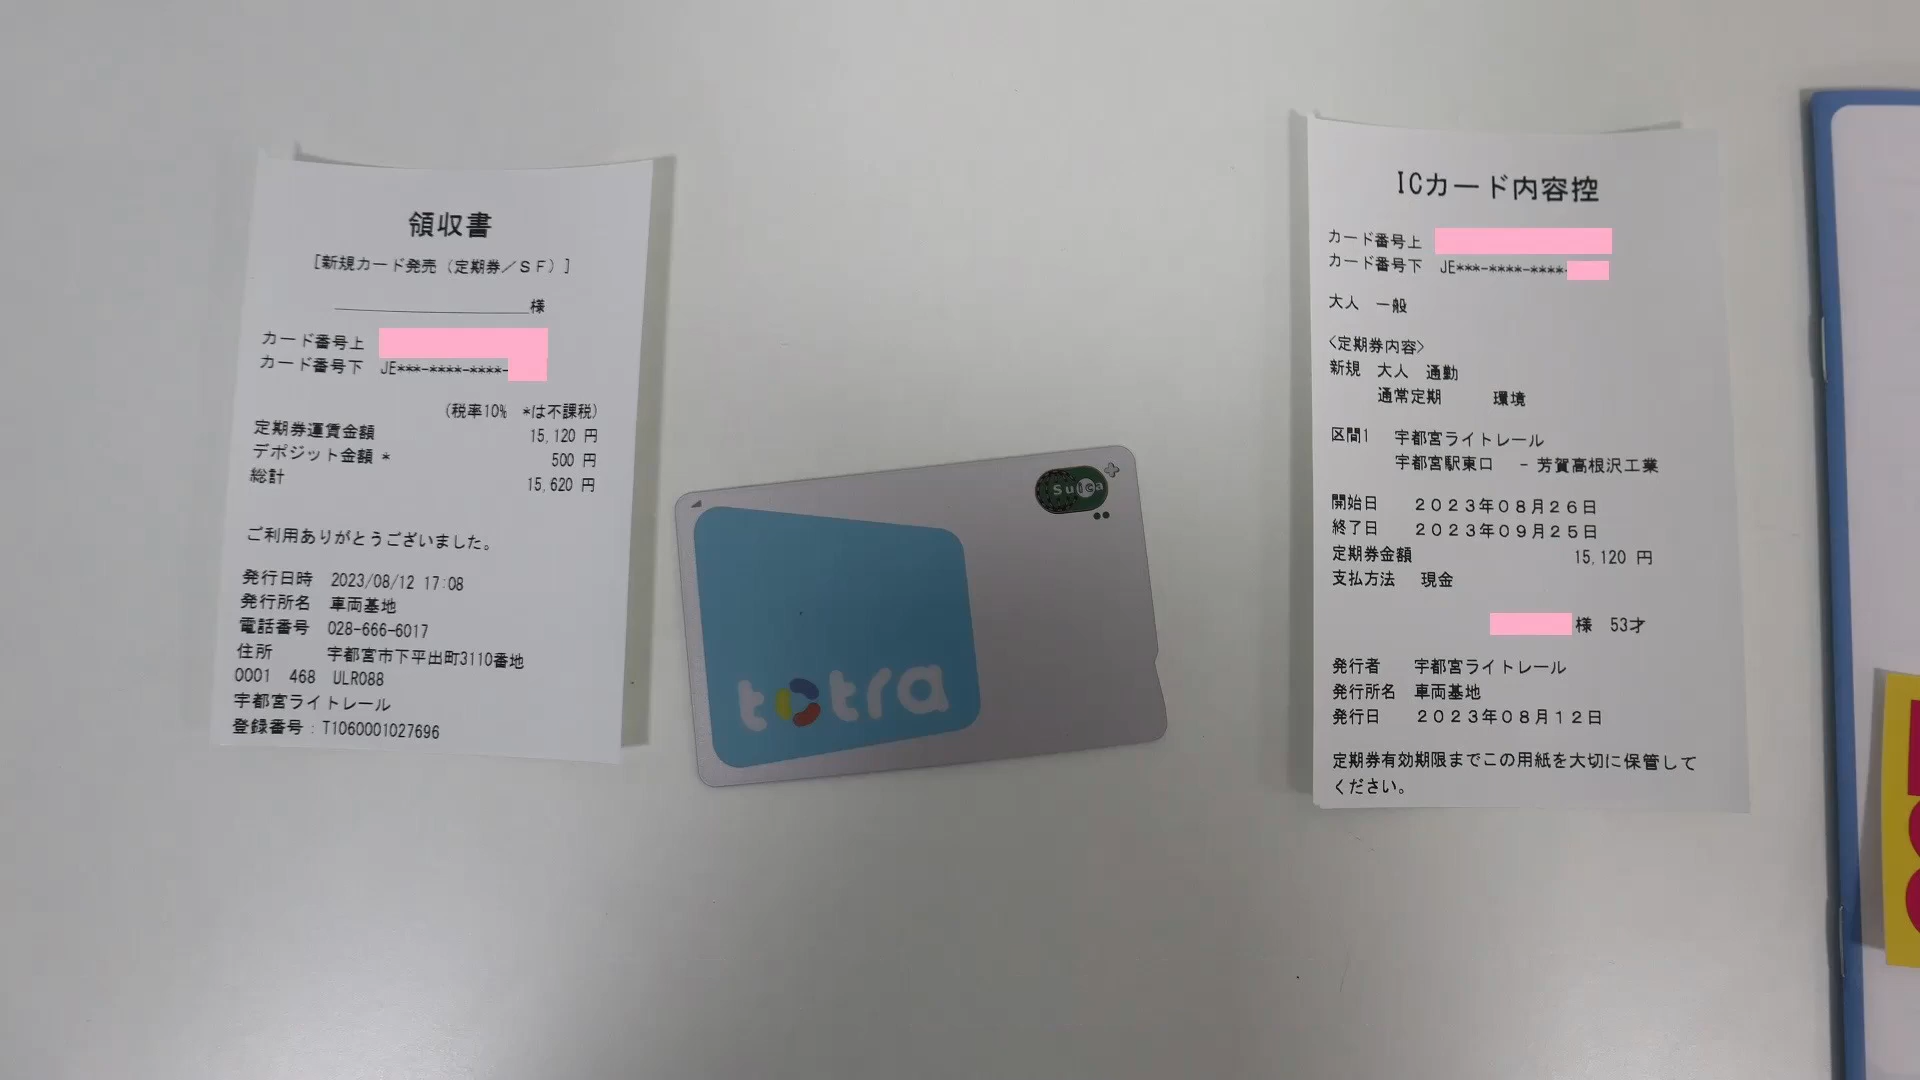 領収書
[新規カード発売（定期券／ＳＦ）]
様
カード番号上
カード番号下 JE***-****-****-
(税率10% *は不課税)
定期券運賃金額 15,120 円
デポジット金額 * 500 円
総計 15,620 円
ご利用ありがとうございました。
発行日時 2023/08/12 17:08
発行所名 車両基地
電話番号 028-666-6017
住所 宇都宮市下平出町3110番地
0001 468 ULR088
宇都宮ライトレール
登録番号：T1060001027696
Suica
totra
ICカード内容控
カード番号上
カード番号下 JE***-****-****-
大人 一般
<定期券内容>
新規 大人 通勤
通常定期 環境
区間1 宇都宮ライトレール
宇都宮駅東口 - 芳賀高根沢工業
開始日 ２０２３年０８月２６日
終了日 ２０２３年０９月２５日
定期券金額 15,120 円
支払方法 現金
様 53才
発行者 宇都宮ライトレール
発行所名 車両基地
発行日 ２０２３年０８月１２日
定期券有効期限までこの用紙を大切に保管して
ください。